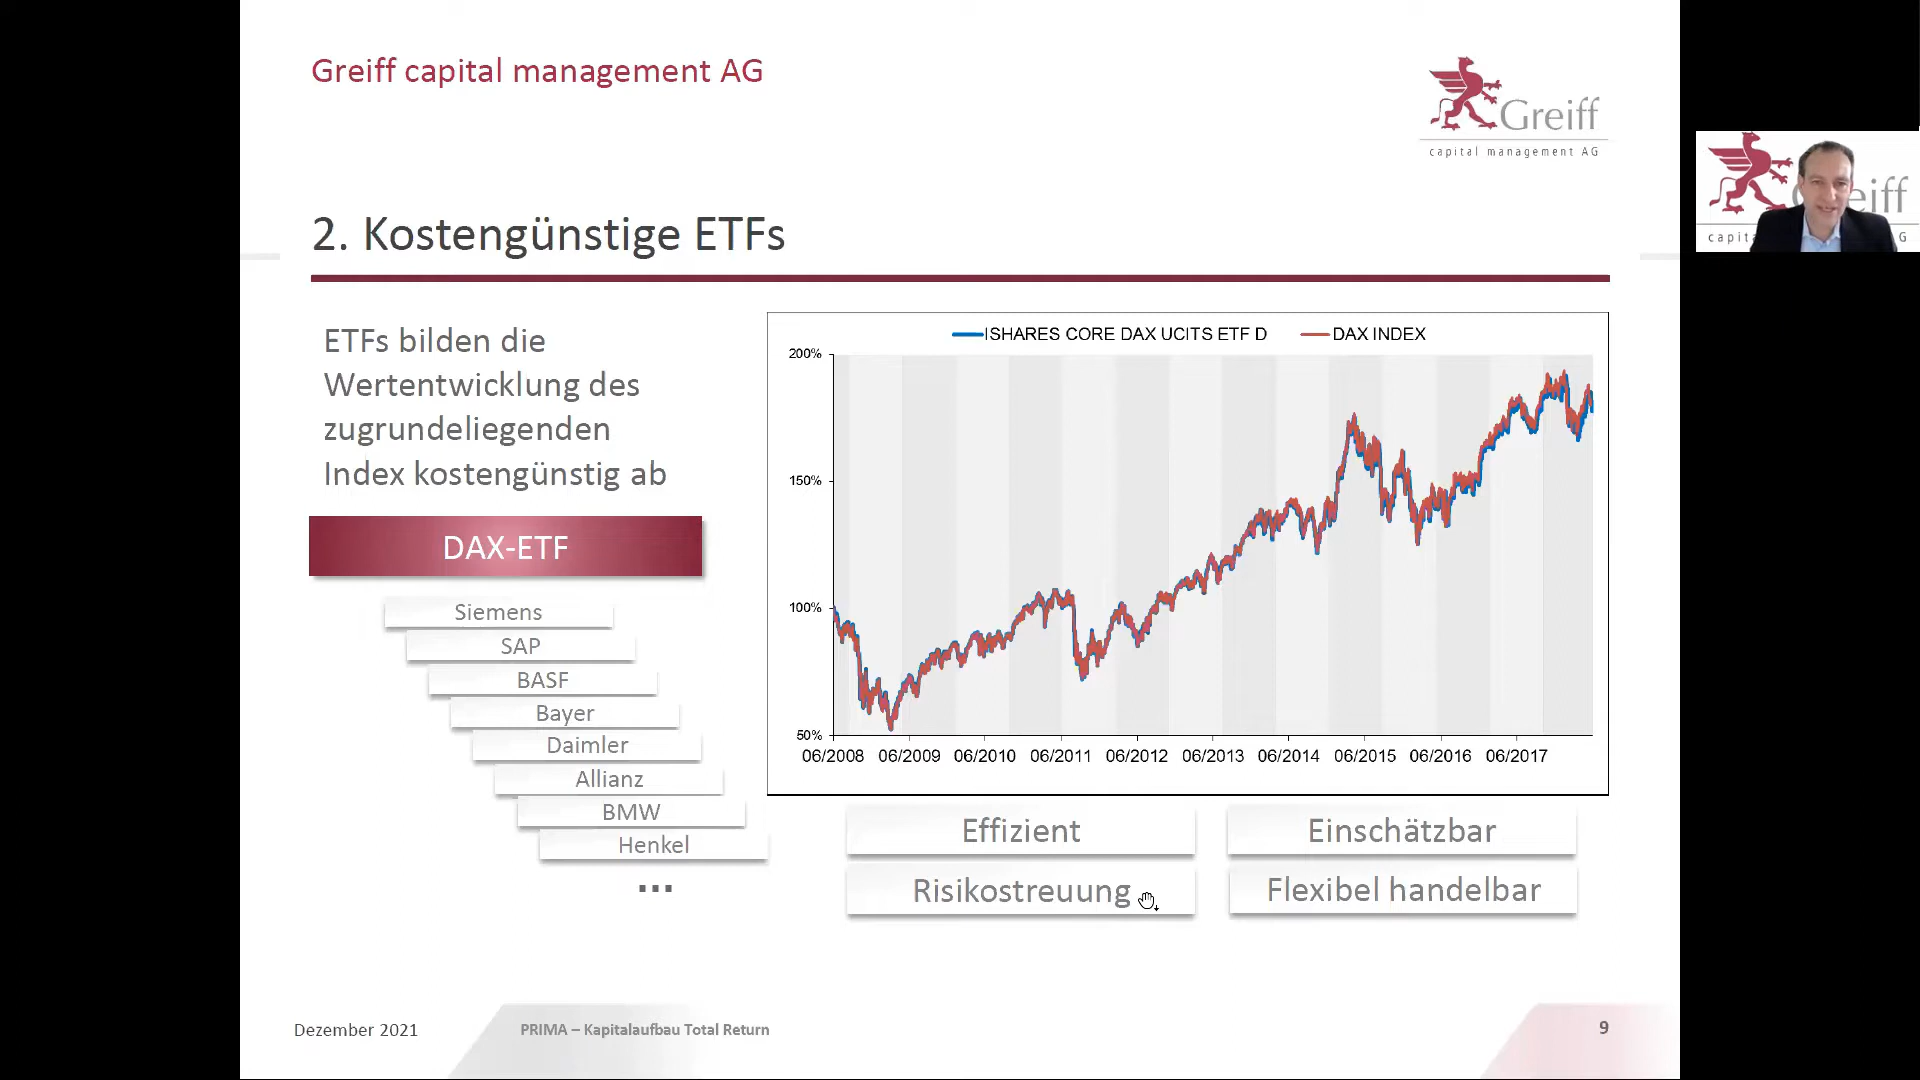 Greiff capital management AG
Greiff
capital management AG
2. Kostengünstige ETFs
ETFs bilden die
Wertentwicklung des
zugrundeliegenden
Index kostengünstig ab
DAX-ETF
Siemens
SAP
BASF
Bayer
Daimler
Allianz
BMW
Henkel
...
ISHARES CORE DAX UCITS ETF D DAX INDEX
200%
150%
100%
50%
06/2008 06/2009 06/2010 06/2011 06/2012 06/2013 06/2014 06/2015 06/2016 06/2017
Effizient Einschätzbar
Risikostreuung Flexibel handelbar
Dezember 2021 PRIMA – Kapitalaufbau Total Return 9
eiff
capita G